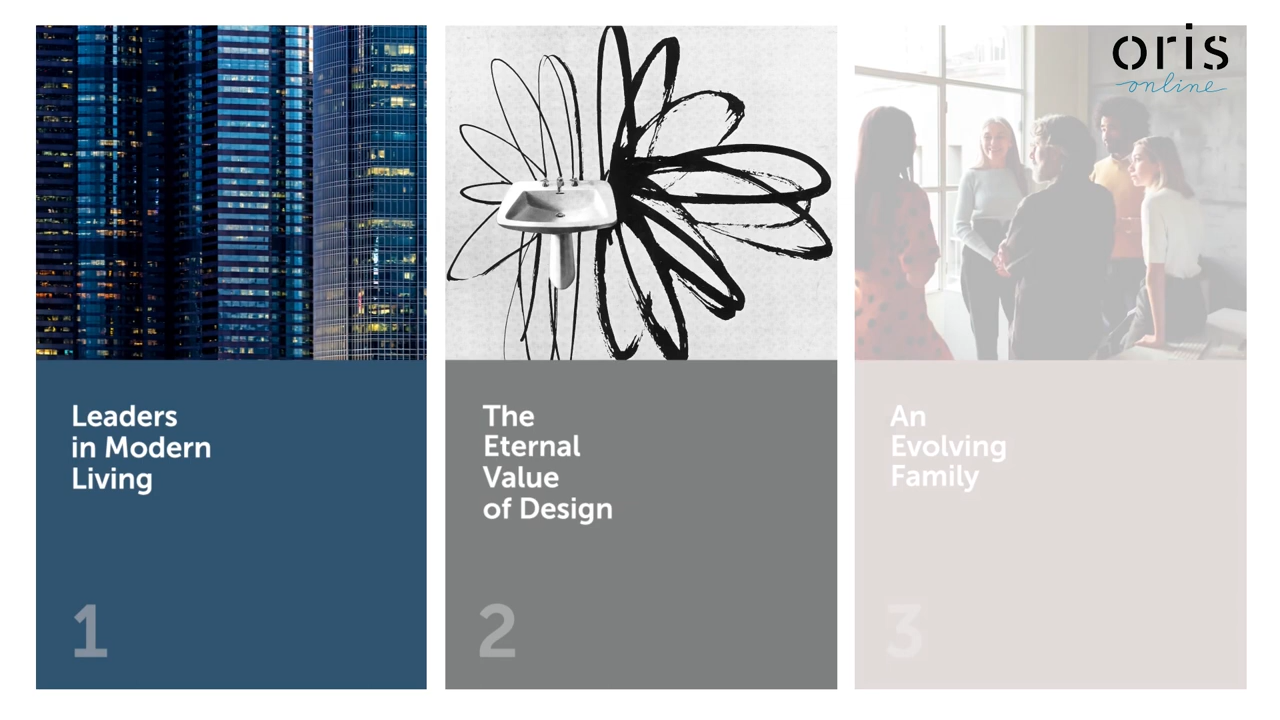 oris
online
Leaders
in Modern
Living
1
The
Eternal
Value
of Design
2
An
Evolving
Family
3